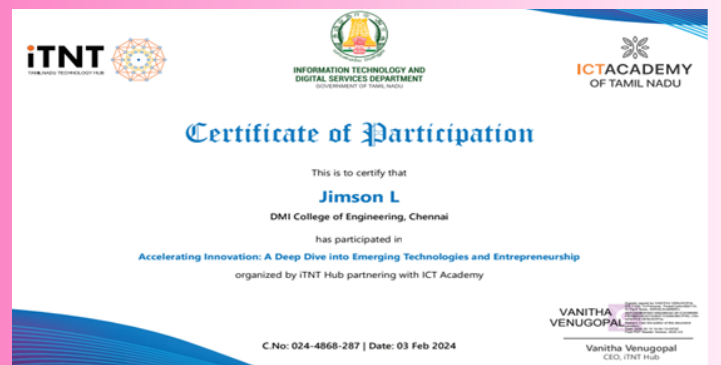 iTNT
TAMILNADU TECHNOLOGY HUB
INFORMATION TECHNOLOGY AND
DIGITAL SERVICES DEPARTMENT
GOVERNMENT OF TAMIL NADU
ICTACADEMY
OF TAMIL NADU
Certificate of Participation
This is to certify that
Jimson L
DMI College of Engineering, Chennai
has participated in
Accelerating Innovation: A Deep Dive into Emerging Technologies and Entrepreneurship
organized by iTNT Hub partnering with ICT Academy
VANITHA
VENUGOPAL
C.No: 024-4868-287 | Date: 03 Feb 2024
Vanitha Venugopal
CEO, iTNT Hub